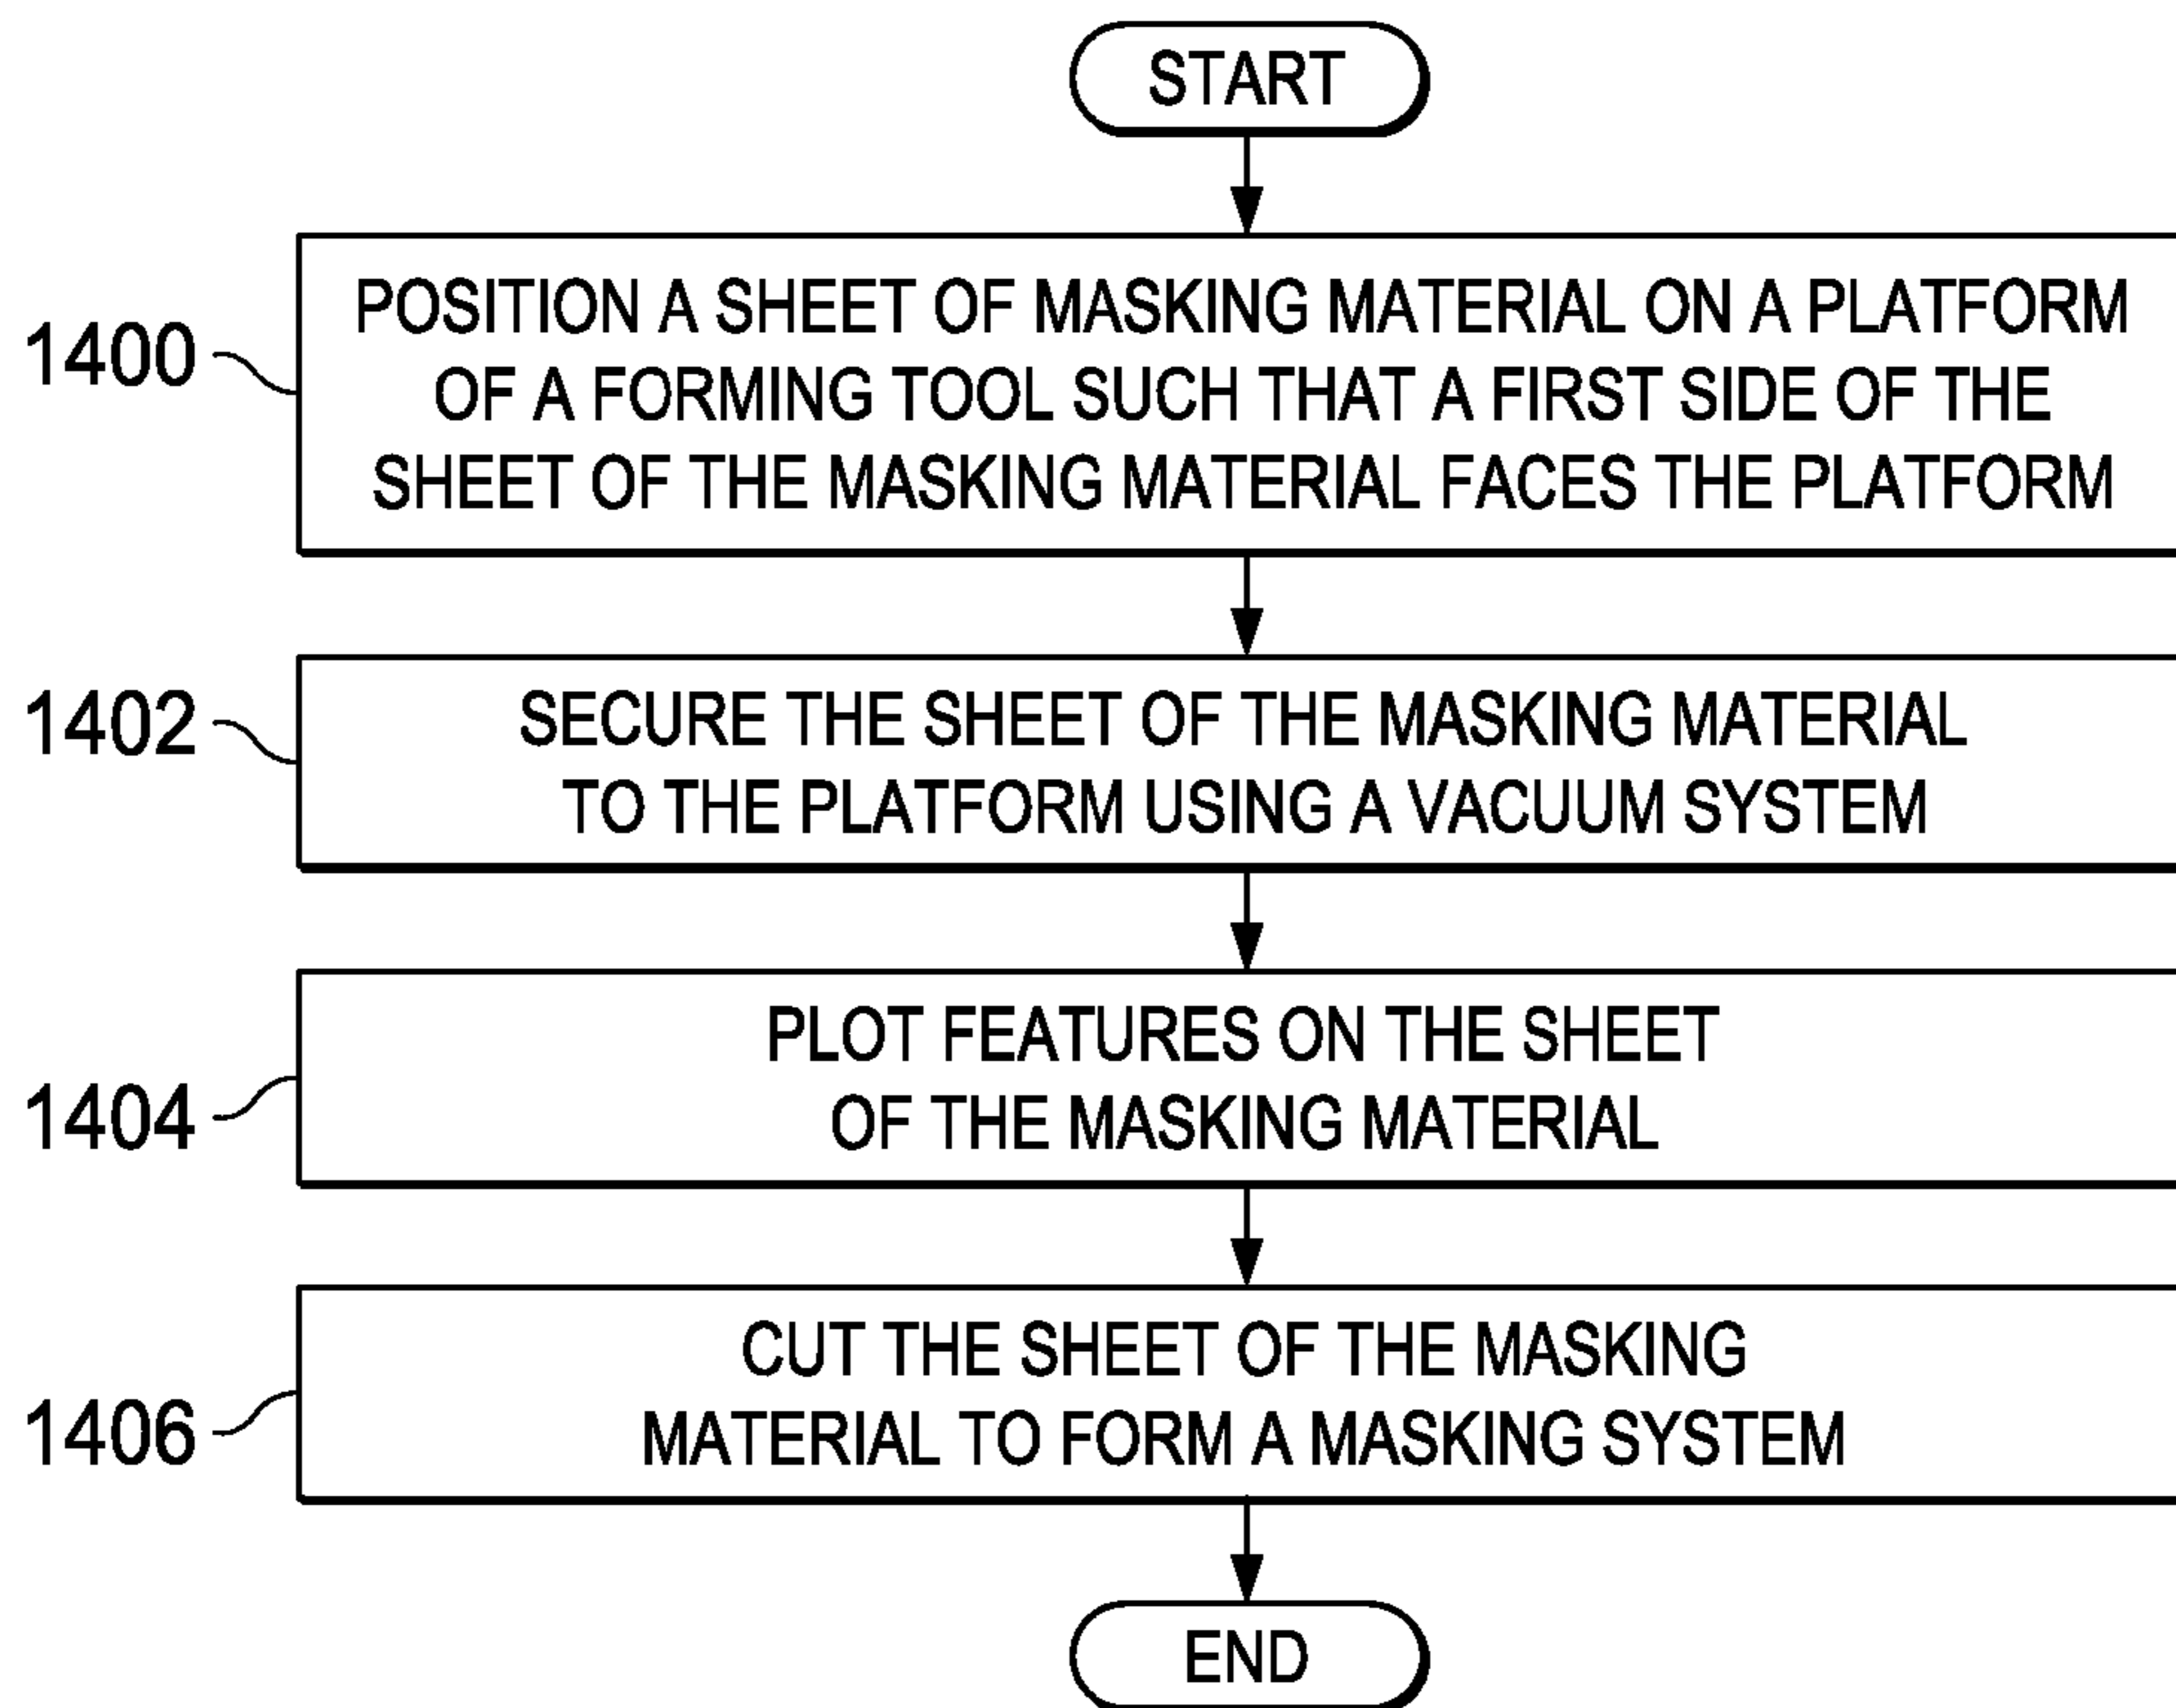 START
1400
POSITION A SHEET OF MASKING MATERIAL ON A PLATFORM
OF A FORMING TOOL SUCH THAT A FIRST SIDE OF THE
SHEET OF THE MASKING MATERIAL FACES THE PLATFORM
1402
SECURE THE SHEET OF THE MASKING MATERIAL
TO THE PLATFORM USING A VACUUM SYSTEM
1404
PLOT FEATURES ON THE SHEET
OF THE MASKING MATERIAL
1406
CUT THE SHEET OF THE MASKING
MATERIAL TO FORM A MASKING SYSTEM
END